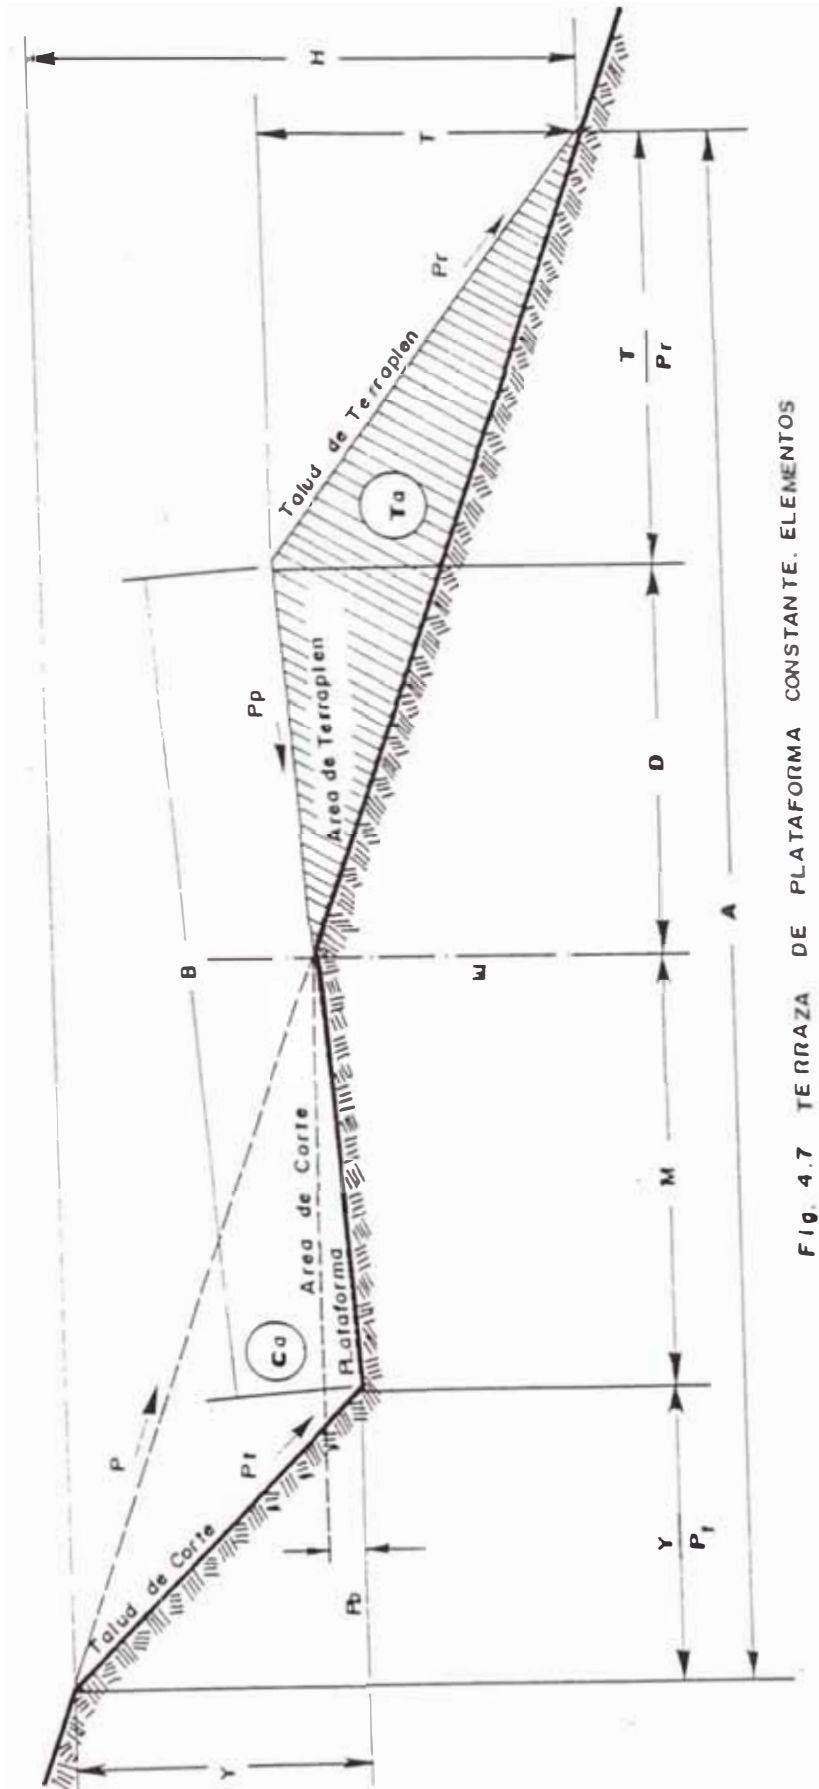 H
T
Pr
Talud de Terraplen
Ta
T
Pr
Pp
Area de Terraplen
D
B
W
A
Area de Corte
Ca
Plataforma
M
P
Pt
Talud de Corte
Pb
Y
Pt
Y
Fig. 4.7 TERRAZA DE PLATAFORMA CONSTANTE. ELEMENTOS